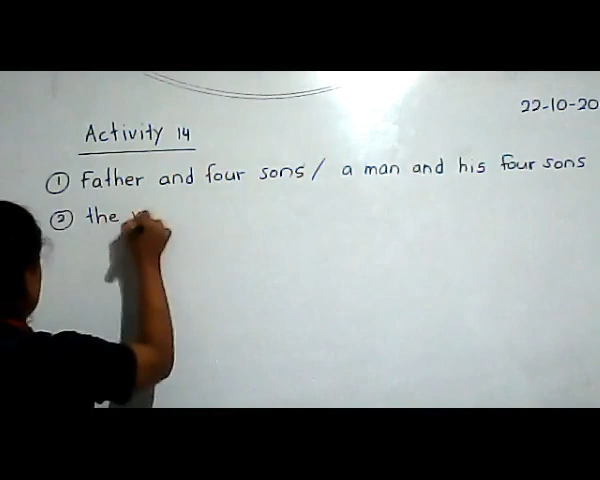 22-10-20
Activity 14
① Father and four sons / a man and his four sons
② the